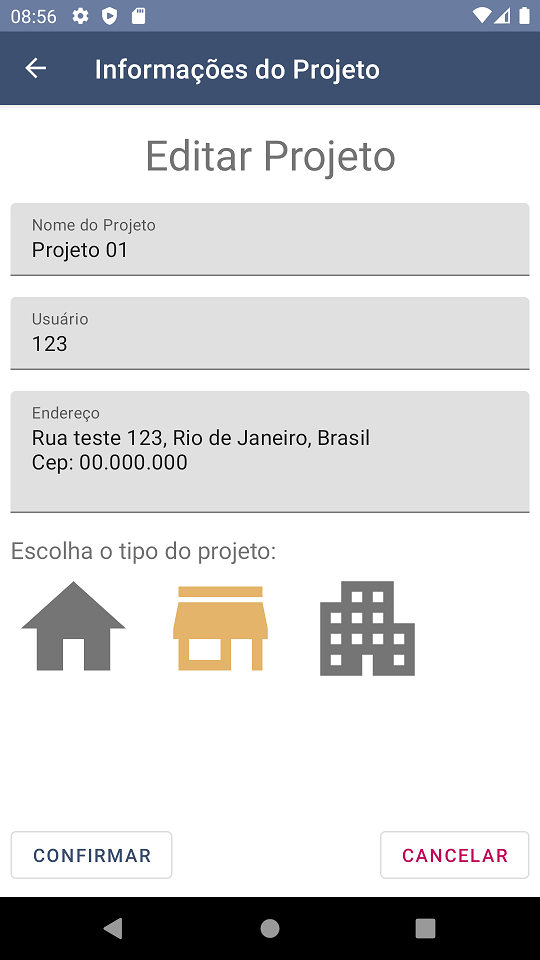 08:56
Informações do Projeto
Editar Projeto
Nome do Projeto
Projeto 01
Usuário
123
Endereço
Rua teste 123, Rio de Janeiro, Brasil
Cep: 00.000.000
Escolha o tipo do projeto:
CONFIRMAR
CANCELAR